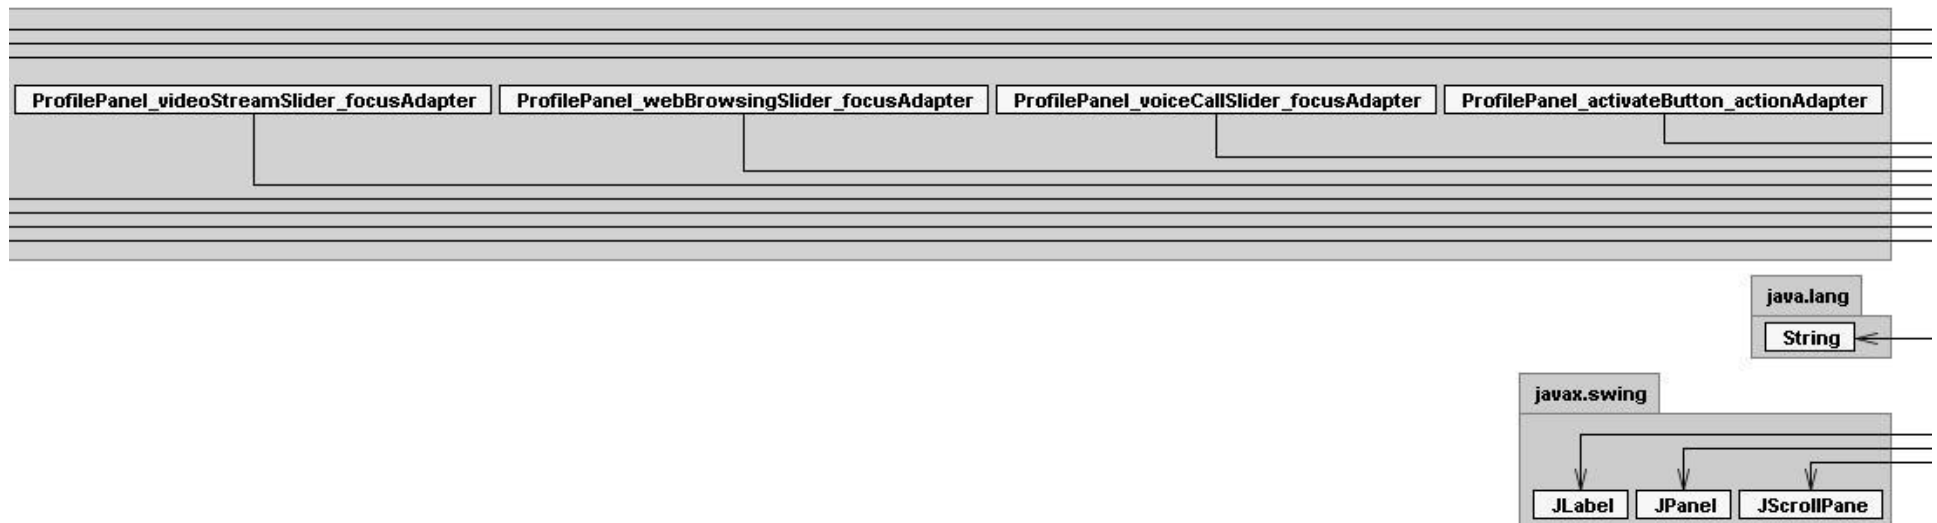 ProfilePanel_videoStreamSlider_focusAdapter ProfilePanel_webBrowsingSlider_focusAdapter ProfilePanel_voiceCallSlider_focusAdapter ProfilePanel_activateButton_actionAdapter
java.lang
String
javax.swing
JLabel JPanel JScrollPane